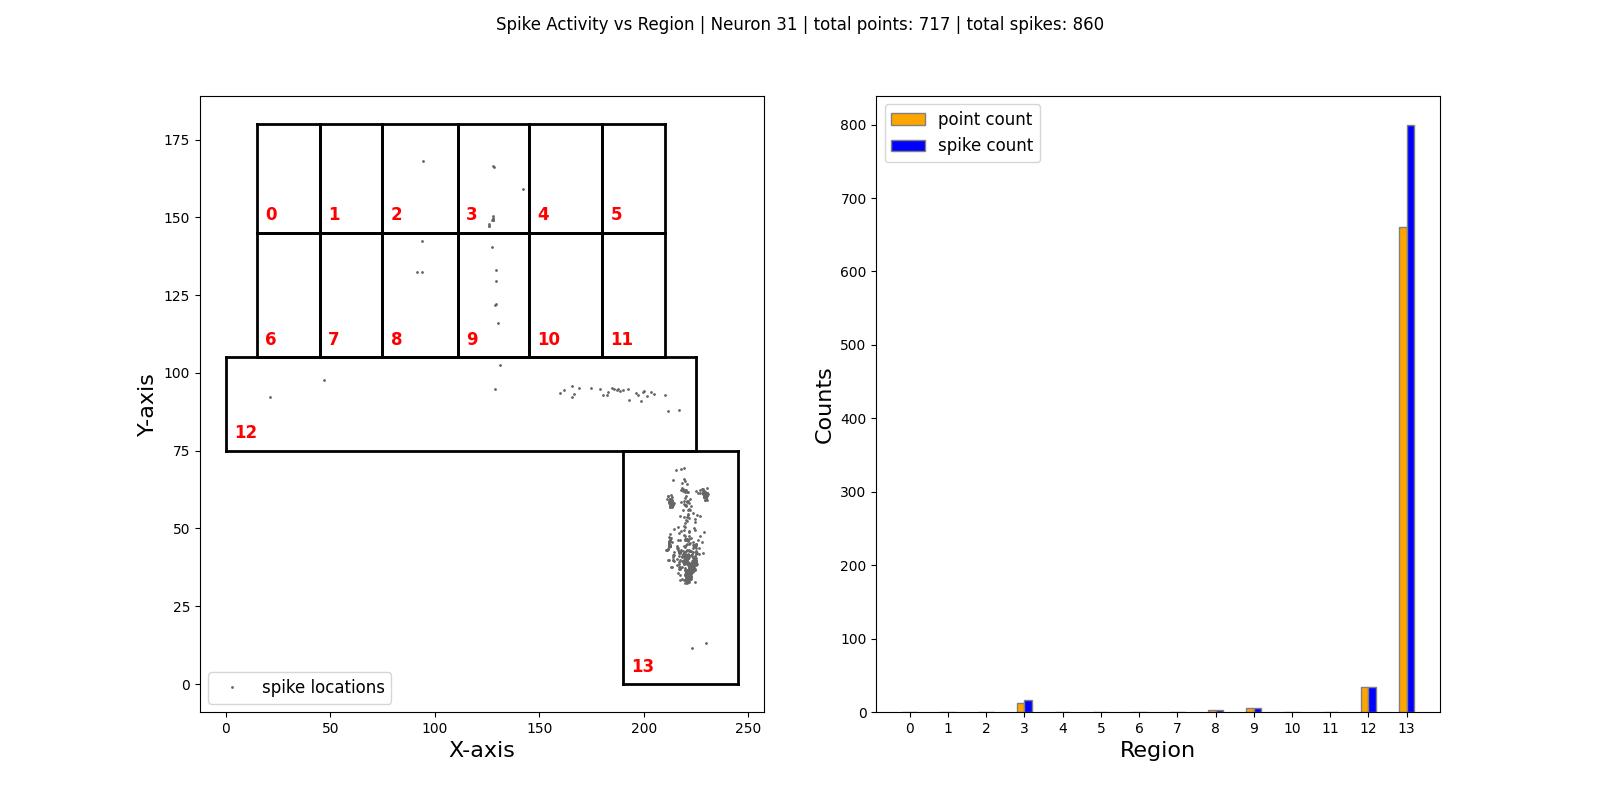 Spike Activity vs Region | Neuron 31 | total points: 717 | total spikes: 860
175
150
125
100
75
50
25
0
Y-axis
0 1 2 3 4 5
6 7 8 9 10 11
12
13
spike locations
0 50 100 150 200 250
X-axis
point count
spike count
800
700
600
500
400
300
200
100
0
Counts
0 1 2 3 4 5 6 7 8 9 10 11 12 13
Region